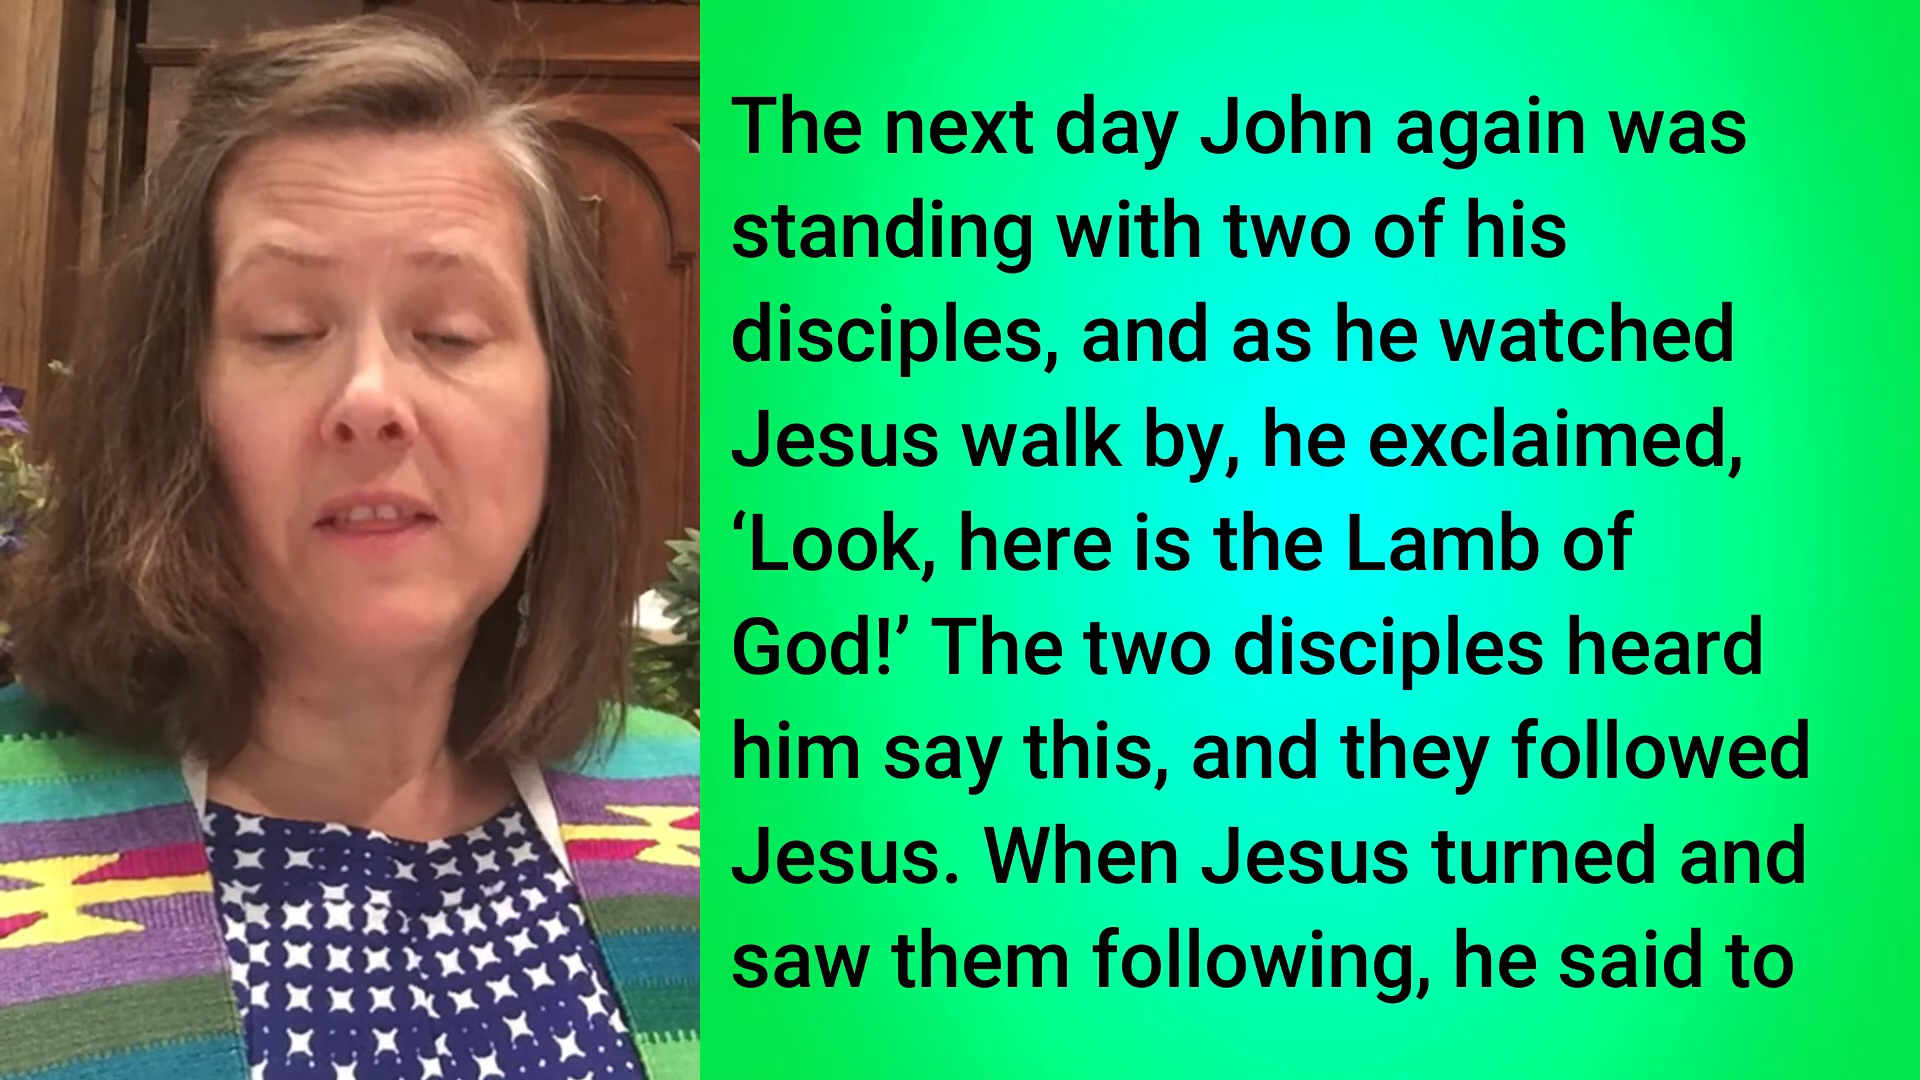 The next day John again was
standing with two of his
disciples, and as he watched
Jesus walk by, he exclaimed,
‘Look, here is the Lamb of
God!’ The two disciples heard
him say this, and they followed
Jesus. When Jesus turned and
saw them following, he said to